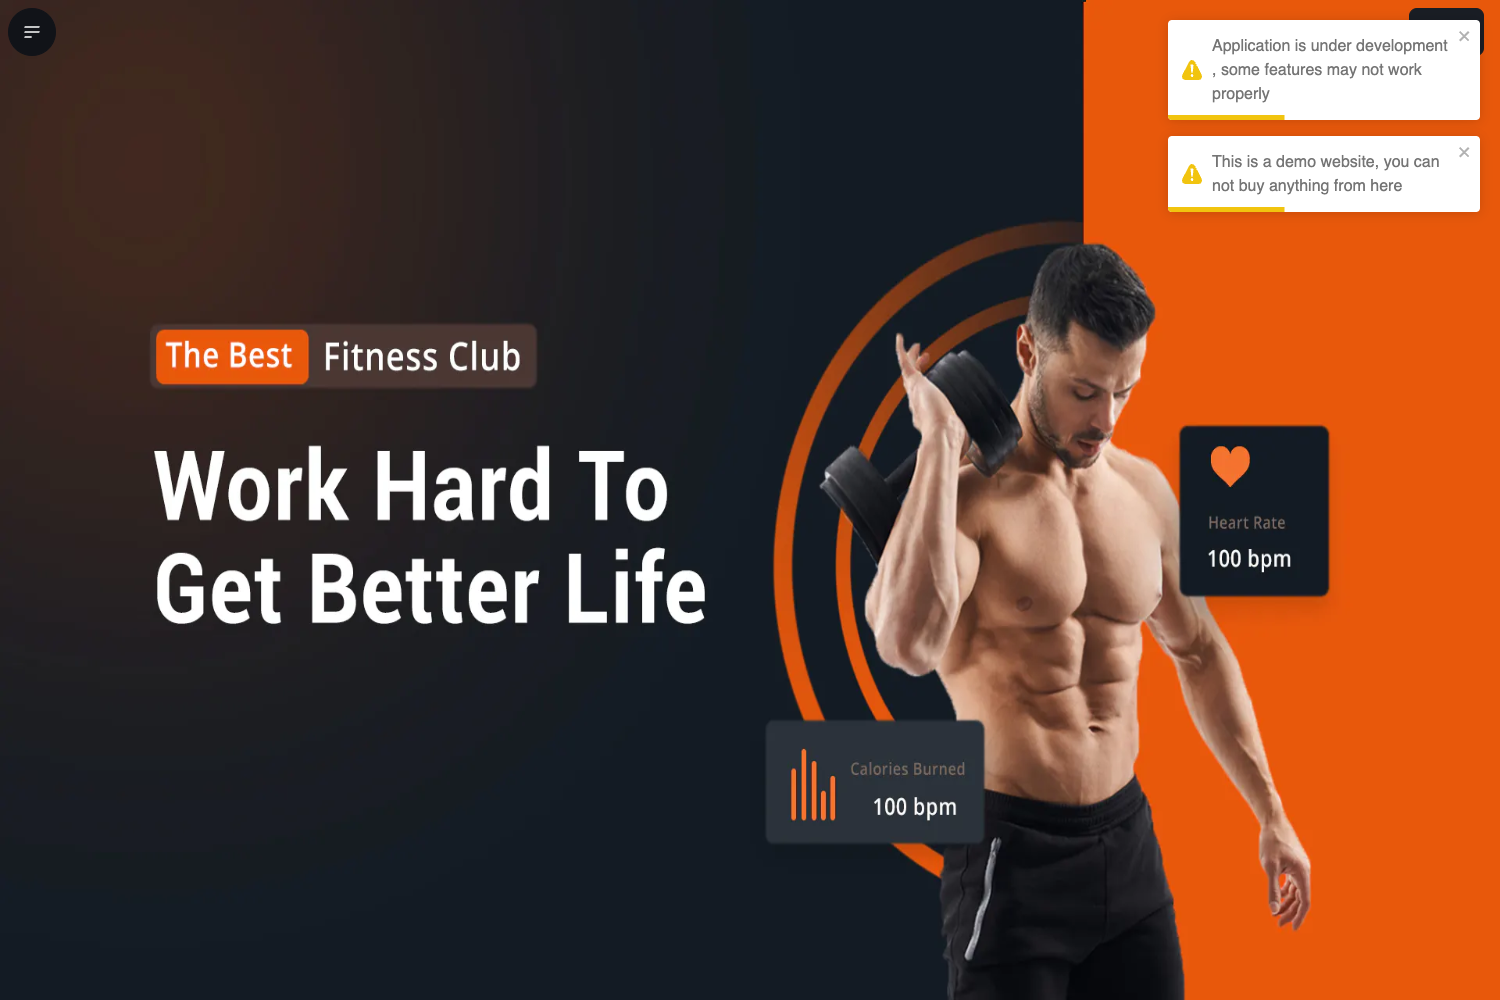 Application is under development
, some features may not work
properly
This is a demo website, you can
not buy anything from here
The Best Fitness Club
Work Hard To
Get Better Life
Heart Rate
100 bpm
Calories Burned
100 bpm